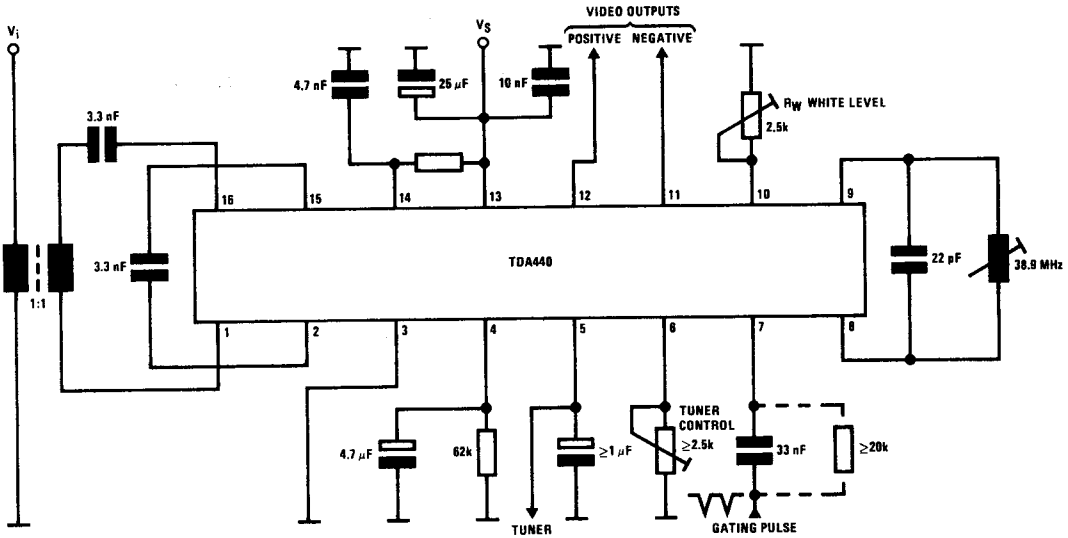 VIDEO OUTPUTS
POSITIVE NEGATIVE
Vi
VS
4.7 nF
25 µF
10 nF
RW WHITE LEVEL
2.5k
3.3 nF
16
15
14
13
12
11
10
9
3.3 nF
TDA440
22 pF
38.9 MHz
1:1
1
2
3
4
5
6
7
8
4.7 µF
62k
≥1 µF
TUNER
CONTROL
≥2.5k
33 nF
≥20k
TUNER
GATING PULSE